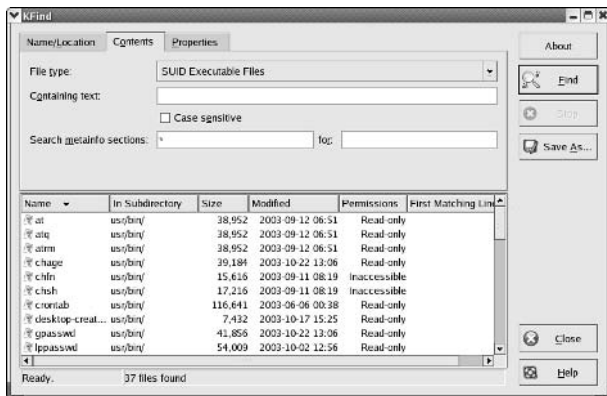 KFind
Name/Location Contents Properties
About
File type: SUID Executable Files
Find
Containing text:
Case sensitive
Stop
Search metainfo sections: * for:
Save As...
Name In Subdirectory Size Modified Permissions First Matching Line
at usr/bin/ 38,952 2003-09-12 06:51 Read-only
atq usr/bin/ 38,952 2003-09-12 06:51 Read-only
atrm usr/bin/ 38,952 2003-09-12 06:51 Read-only
chage usr/bin/ 39,184 2003-10-22 13:06 Read-only
chfn usr/bin/ 15,616 2003-09-11 08:19 Inaccessible
chsh usr/bin/ 17,216 2003-09-11 08:19 Inaccessible
crontab usr/bin/ 116,641 2003-06-06 00:38 Read-only
desktop-creat... usr/bin/ 7,432 2003-10-17 15:25 Read-only
gpasswd usr/bin/ 41,856 2003-10-22 13:06 Read-only
lppasswd usr/bin/ 54,009 2003-10-02 12:56 Read-only
Close
Help
Ready. 37 files found